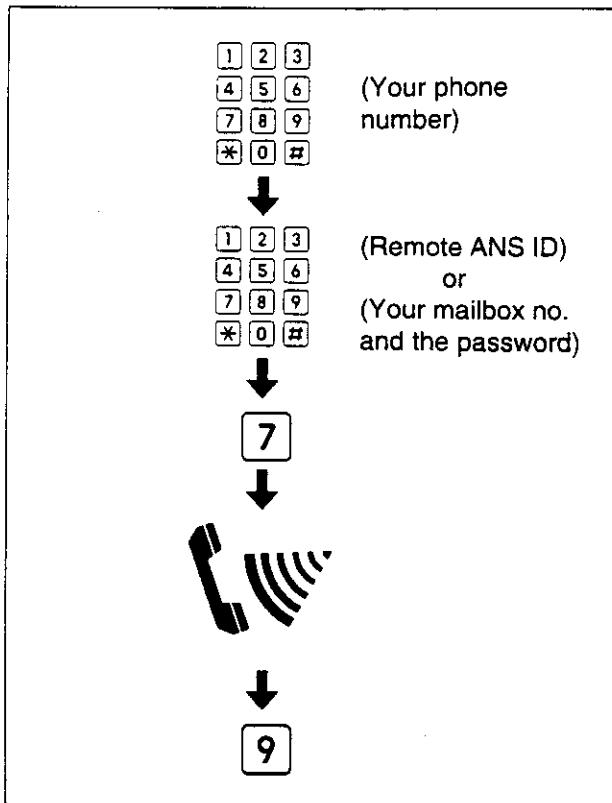 1 2 3
4 5 6
7 8 9
* 0 #
(Your phone
number)
1 2 3
4 5 6
7 8 9
* 0 #
(Remote ANS ID)
or
(Your mailbox no.
and the password)
7
9